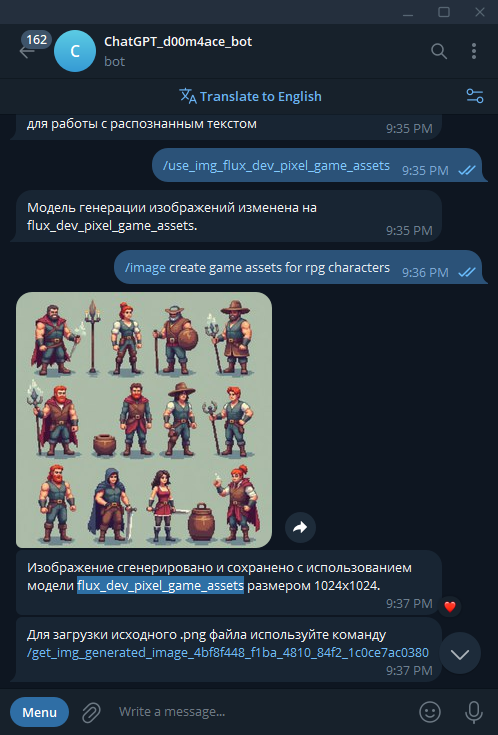 162
C
ChatGPT_d00m4ace_bot
bot
Translate to English
для работы с распознанным текстом
9:35 PM
/use_img_flux_dev_pixel_game_assets 9:35 PM
Модель генерации изображений изменена на
flux_dev_pixel_game_assets.
9:35 PM
/image create game assets for rpg characters 9:36 PM
Изображение сгенерировано и сохранено с использованием
модели flux_dev_pixel_game_assets размером 1024x1024.
9:37 PM
Для загрузки исходного .png файла используйте команду
/get_img_generated_image_4bf8f448_f1ba_4810_84f2_1c0ce7ac0380
9:37 PM
Menu
Write a message...